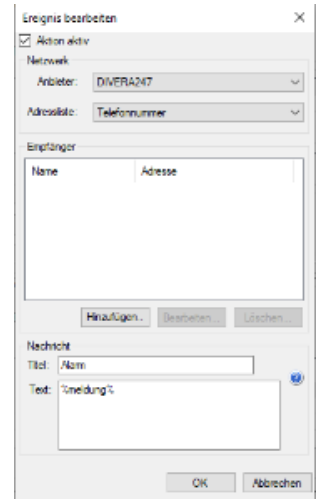 Ereignis bearbeiten
Aktion aktiv
Netzwerk
Anbieter: DIVERA247
Adressliste: Telefonnummer
Empfänger
Name Adresse
Hinzufügen... Bearbeiten... Löschen...
Nachricht
Titel: Alarm
Text: %meldung%
OK Abbrechen